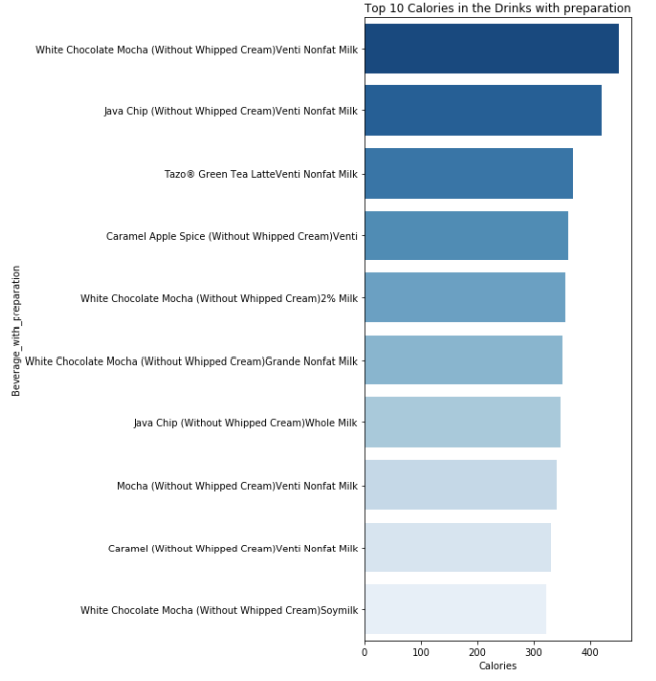 Top 10 Calories in the Drinks with preparation
White Chocolate Mocha (Without Whipped Cream)Venti Nonfat Milk
Java Chip (Without Whipped Cream)Venti Nonfat Milk
Tazo® Green Tea LatteVenti Nonfat Milk
Caramel Apple Spice (Without Whipped Cream)Venti
White Chocolate Mocha (Without Whipped Cream)2% Milk
White Chocolate Mocha (Without Whipped Cream)Grande Nonfat Milk
Java Chip (Without Whipped Cream)Whole Milk
Mocha (Without Whipped Cream)Venti Nonfat Milk
Caramel (Without Whipped Cream)Venti Nonfat Milk
White Chocolate Mocha (Without Whipped Cream)Soymilk
Beverage_with_preparation
0 100 200 300 400
Calories